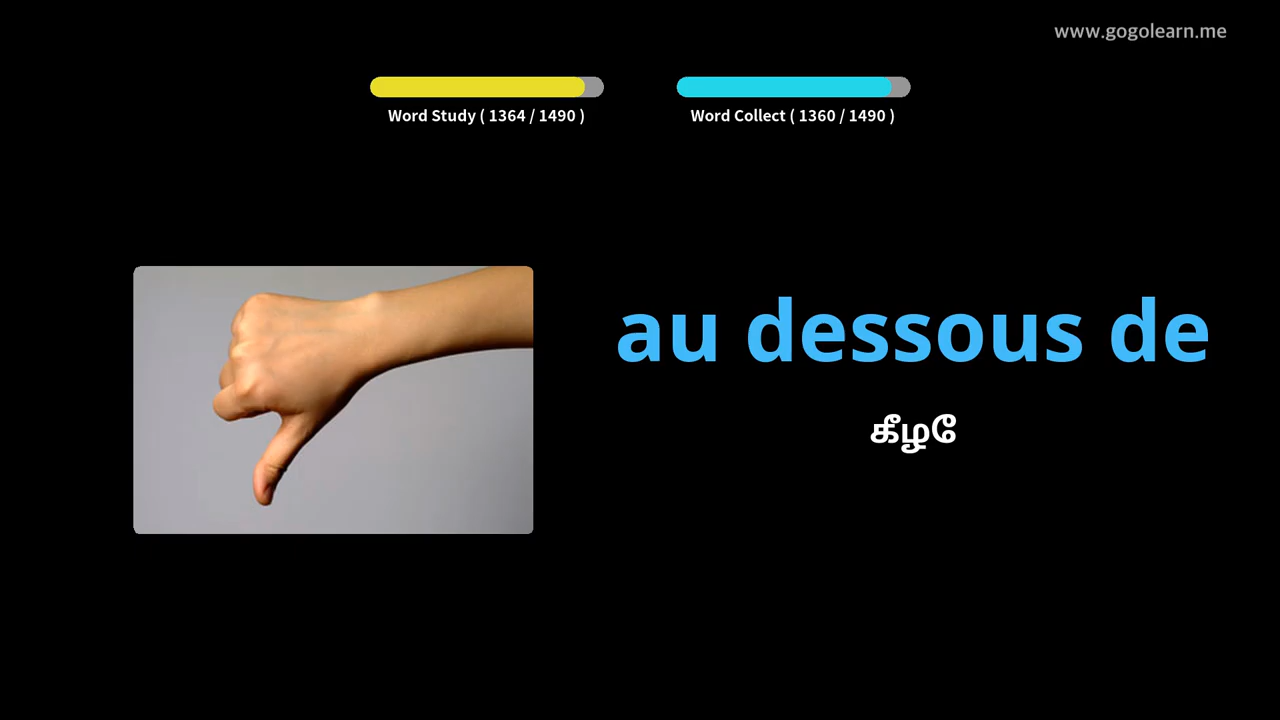 www.gogolearn.me
Word Study ( 1364 / 1490 )
Word Collect ( 1360 / 1490 )
au dessous de
கீழே